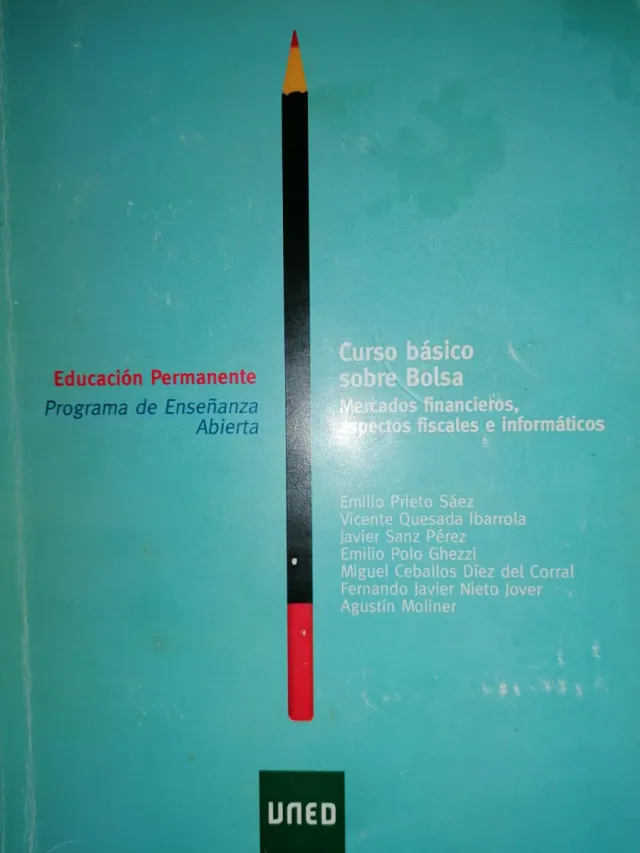 Educación Permanente
Programa de Enseñanza
Abierta
Curso básico
sobre Bolsa
Mercados financieros,
aspectos fiscales e informáticos
Emilio Prieto Sáez
Vicente Quesada Ibarrola
Javier Sanz Pérez
Emilio Polo Ghezzi
Miguel Ceballos Díez del Corral
Fernando Javier Nieto Jover
Agustín Moliner
UNED